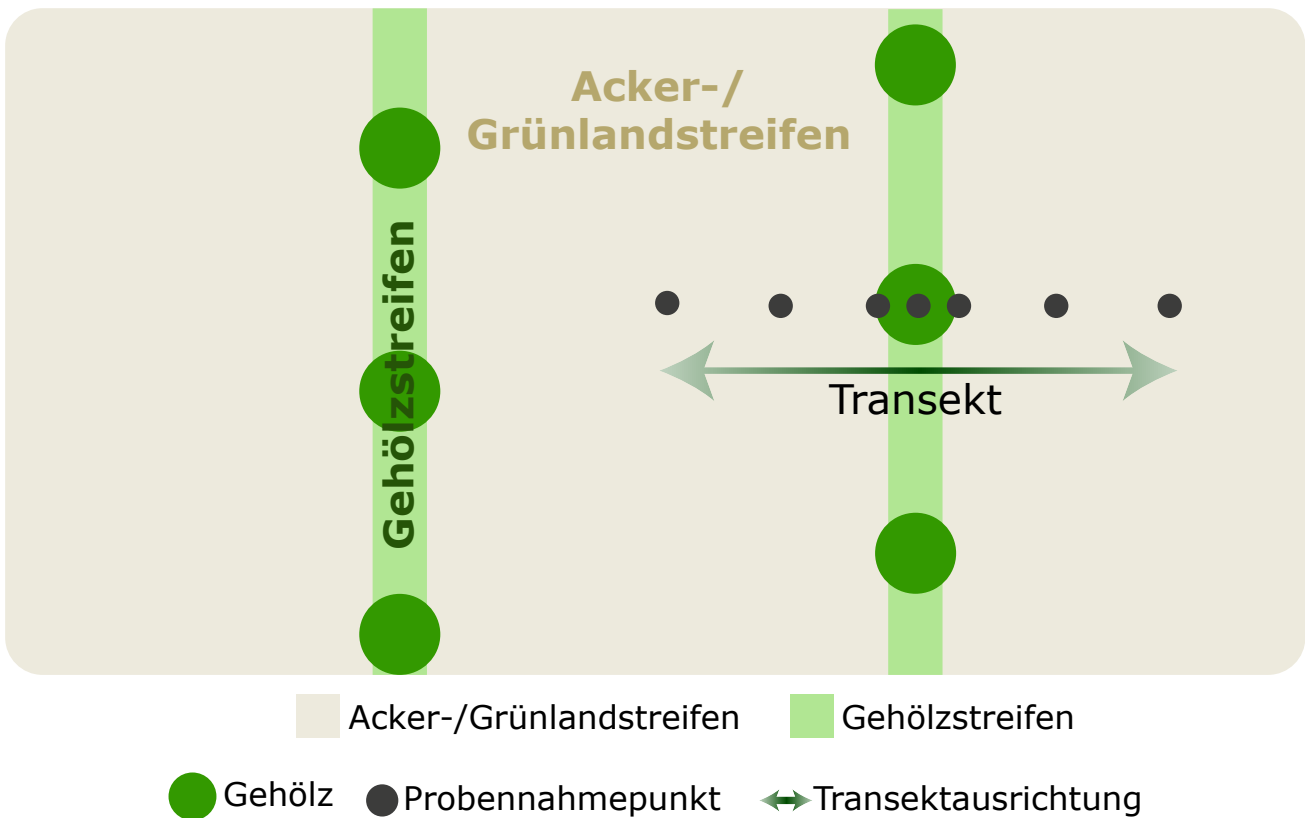 Acker-/
Grünlandstreifen
Gehölzstreifen
Transekt
Acker-/Grünlandstreifen
Gehölzstreifen
Gehölz
Probennahmepunkt
Transektausrichtung